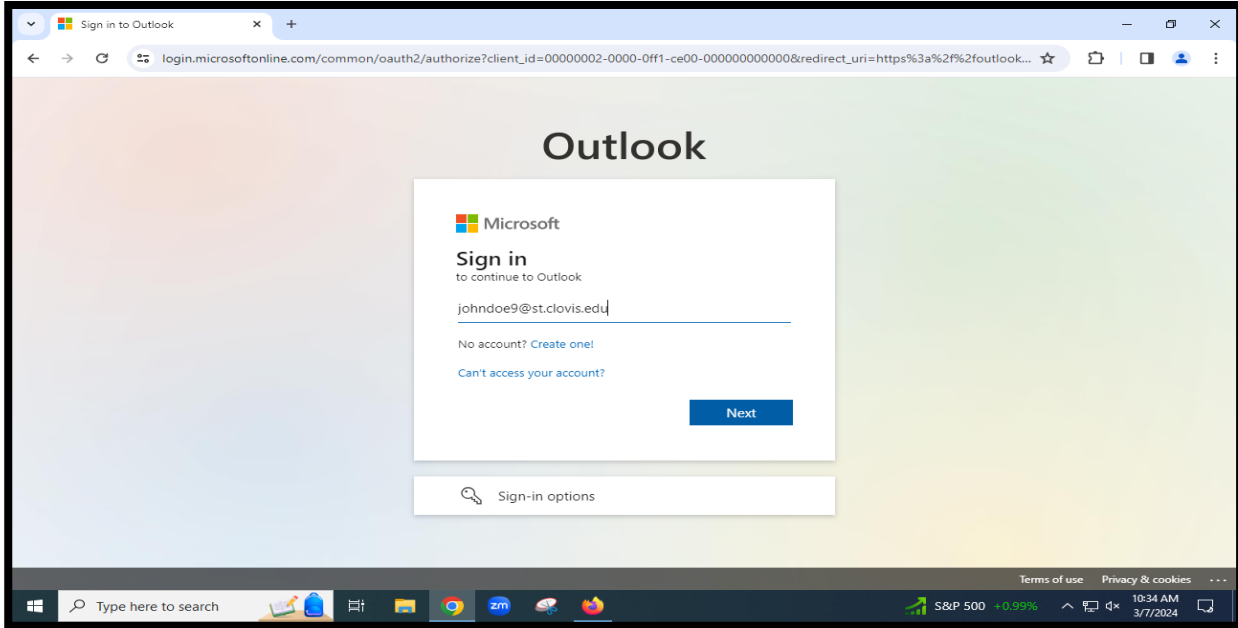 Sign in to Outlook
login.microsoftonline.com/common/oauth2/authorize?client_id=00000002-0000-0ff1-ce00-000000000000&redirect_uri=https%3a%2f%2foutlook...
Outlook
Microsoft
Sign in
to continue to Outlook
johndoe9@st.clovis.edu
No account? Create one!
Can't access your account?
Next
Sign-in options
Terms of use Privacy & cookies ...
Type here to search
zm
S&P 500 +0.99%
10:34 AM
3/7/2024